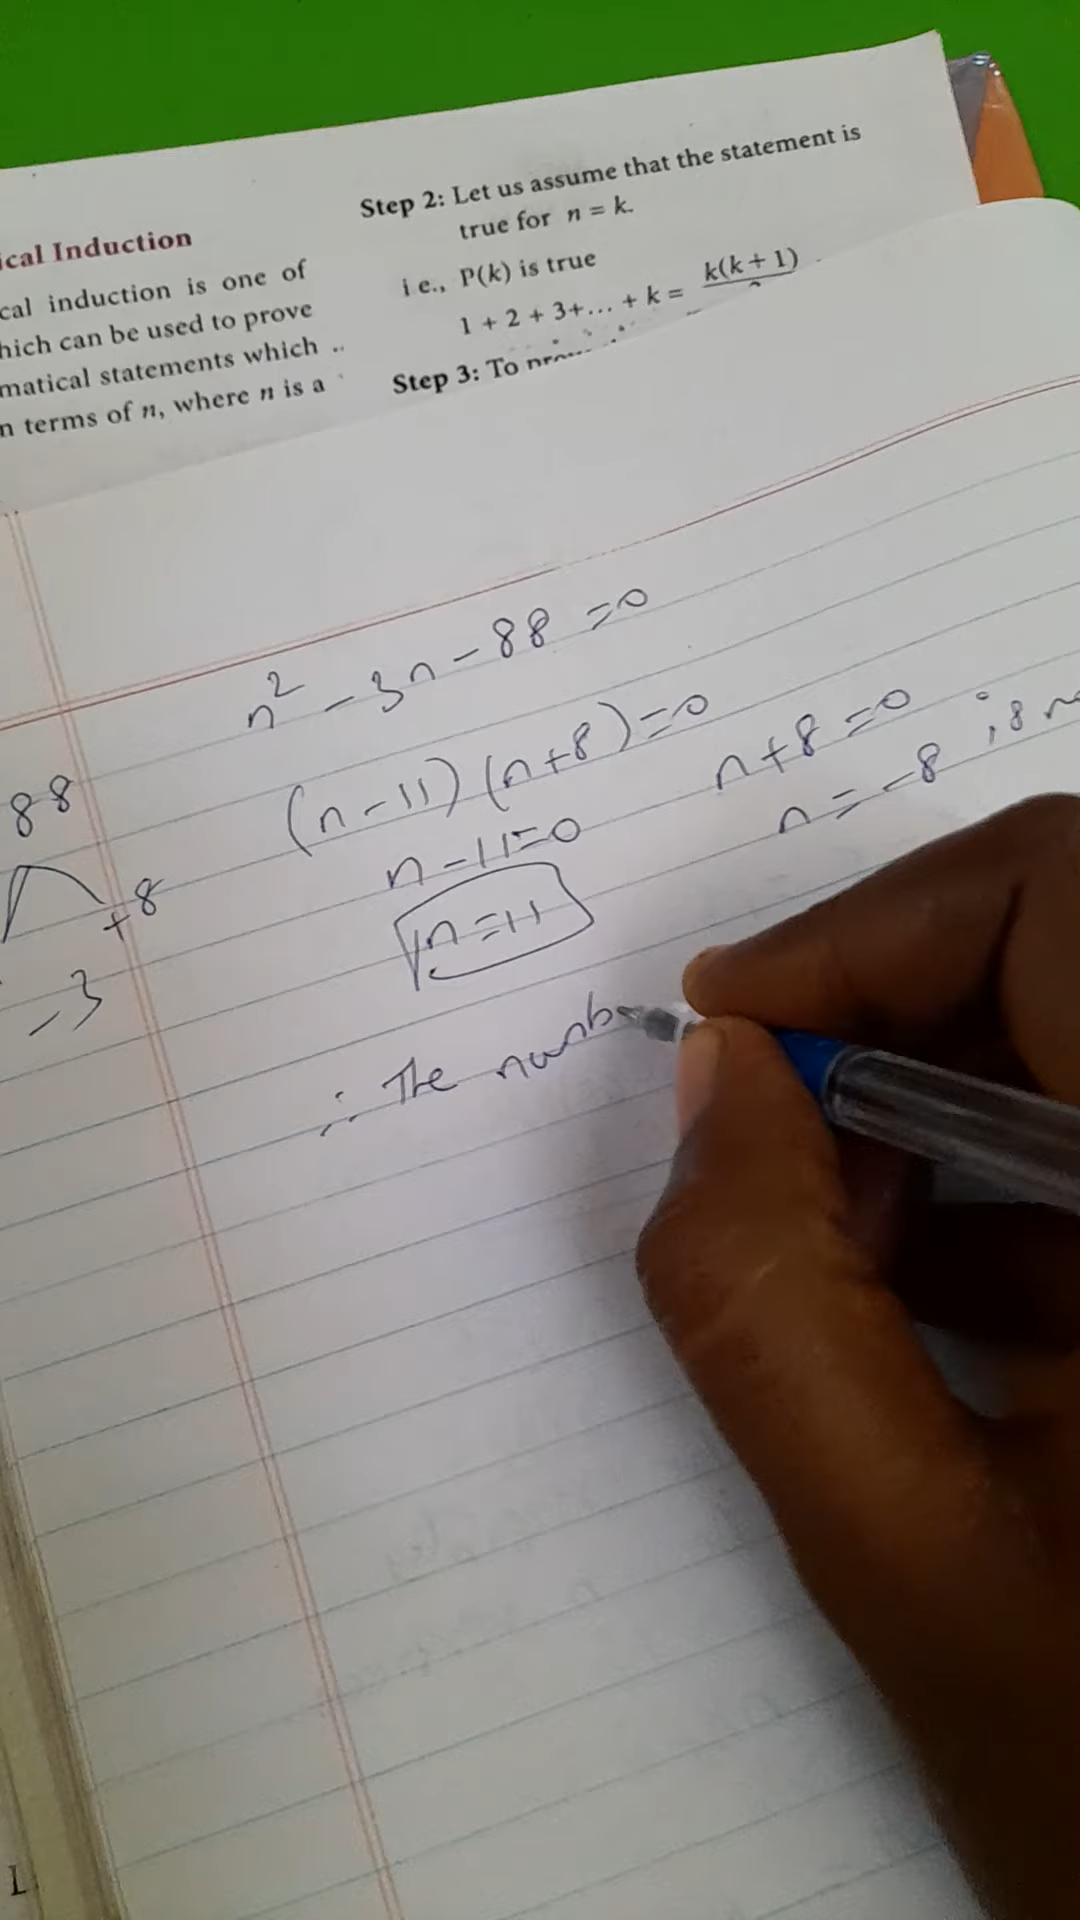 ical Induction
cal induction is one of
hich can be used to prove
matical statements which
n terms of n, where n is a
Step 2: Let us assume that the statement is
true for n = k.
i e., P(k) is true
1 + 2 + 3+... + k = k(k + 1)
Step 3: To
n² - 3n - 88 = 0
(n - 11) (n + 8) = 0
n - 11 = 0
n = 11
n + 8 = 0
n = -8 is
88
+8
-3
∴ The numb